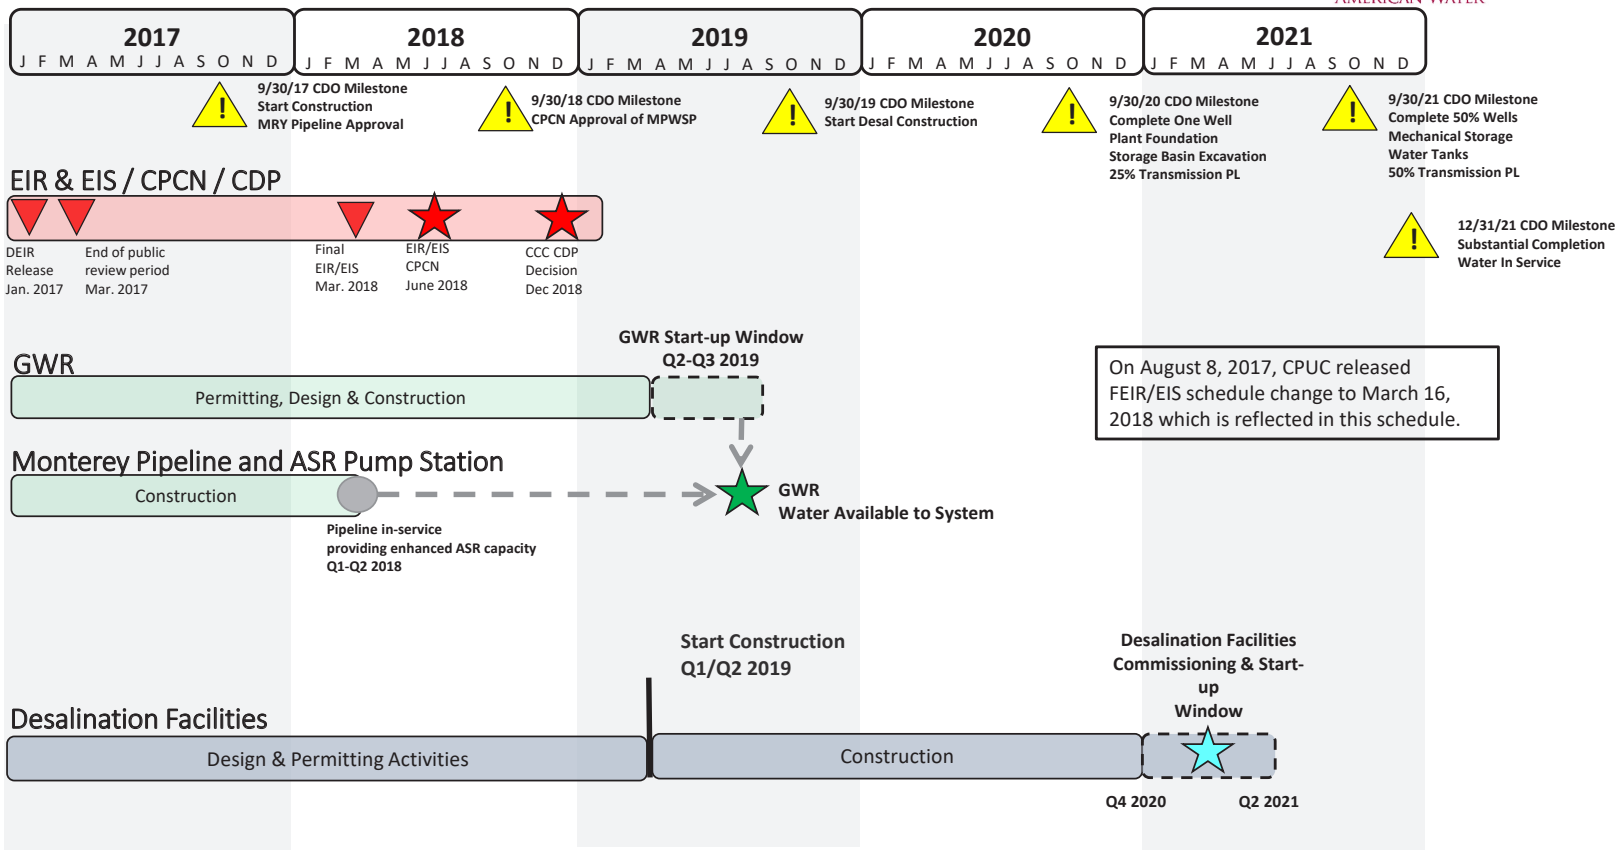 AMERICAN WATER
2017
2018
2019
2020
2021
J F M A M J J A S O N D
J F M A M J J A S O N D
J F M A M J J A S O N D
J F M A M J J A S O N D
J F M A M J J A S O N D
!
9/30/17 CDO Milestone
Start Construction
MRY Pipeline Approval
!
9/30/18 CDO Milestone
CPCN Approval of MPWSP
!
9/30/19 CDO Milestone
Start Desal Construction
!
9/30/20 CDO Milestone
Complete One Well
Plant Foundation
Storage Basin Excavation
25% Transmission PL
!
9/30/21 CDO Milestone
Complete 50% Wells
Mechanical Storage
Water Tanks
50% Transmission PL
EIR & EIS / CPCN / CDP
DEIR
Release
Jan. 2017
End of public
review period
Mar. 2017
Final
EIR/EIS
Mar. 2018
EIR/EIS
CPCN
June 2018
CCC CDP
Decision
Dec 2018
!
12/31/21 CDO Milestone
Substantial Completion
Water In Service
GWR Start-up Window
Q2-Q3 2019
GWR
Permitting, Design & Construction
On August 8, 2017, CPUC released
FEIR/EIS schedule change to March 16,
2018 which is reflected in this schedule.
Monterey Pipeline and ASR Pump Station
Construction
GWR
Water Available to System
Pipeline in-service
providing enhanced ASR capacity
Q1-Q2 2018
Start Construction
Q1/Q2 2019
Desalination Facilities
Commissioning & Start-
up
Window
Desalination Facilities
Design & Permitting Activities
Construction
Q4 2020
Q2 2021